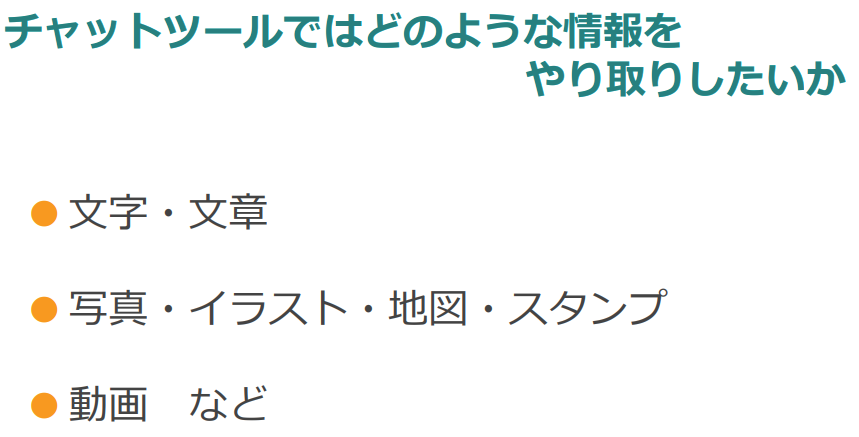 チャットツールではどのような情報を
やり取りしたいか
● 文字・文章
● 写真・イラスト・地図・スタンプ
● 動画　など